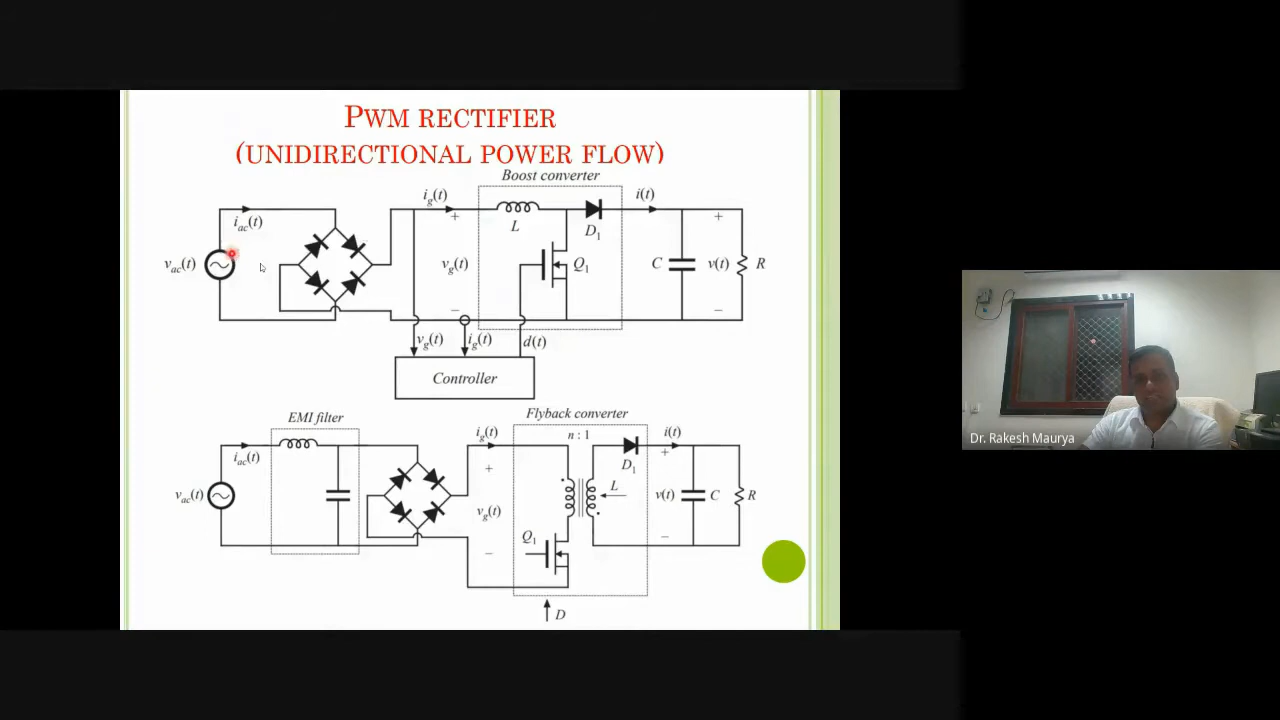 PWM RECTIFIER
(UNIDIRECTIONAL POWER FLOW)
Boost converter
i_g(t)
i(t)
i_ac(t)
+
+
L
D_1
v_ac(t)
v_g(t)
Q_1
C
v(t)
R
–
–
v_g(t)
i_g(t)
d(t)
Controller
EMI filter
Flyback converter
i_g(t)
n : 1
i(t)
i_ac(t)
+
D_1
+
L
v_ac(t)
v_g(t)
v(t)
C
R
Q_1
–
–
D
Dr. Rakesh Maurya